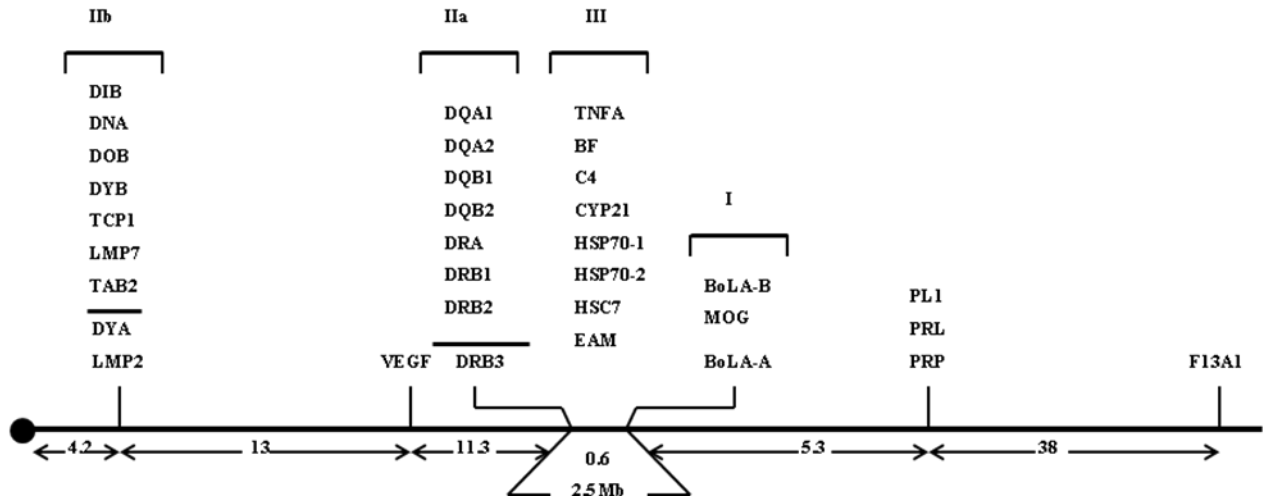 IIb
DIB
DNA
DOB
DYB
TCP1
LMP7
TAB2
DYA
LMP2
VEGF
IIa
DQA1
DQA2
DQB1
DQB2
DRA
DRB1
DRB2
DRB3
III
TNFA
BF
C4
CYP21
HSP70-1
HSP70-2
HSC7
EAM
I
BoLA-B
MOG
BoLA-A
PL1
PRL
PRP
F13A1
4.2
13
11.3
0.6
2.5 Mb
5.3
38